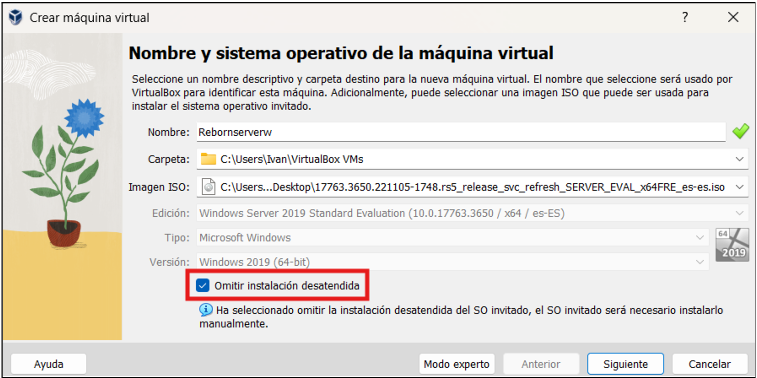 Crear máquina virtual
Nombre y sistema operativo de la máquina virtual
Seleccione un nombre descriptivo y carpeta destino para la nueva máquina virtual. El nombre que seleccione será usado por
VirtualBox para identificar esta máquina. Adicionalmente, puede seleccionar una imagen ISO que puede ser usada para
instalar el sistema operativo invitado.
Nombre: Rebornserverw
Carpeta: C:\Users\Ivan\VirtualBox VMs
Imagen ISO: C:\Users...Desktop\17763.3650.221105-1748.rs5_release_svc_refresh_SERVER_EVAL_x64FRE_es-es.iso
Edición: Windows Server 2019 Standard Evaluation (10.0.17763.3650 / x64 / es-ES)
Tipo: Microsoft Windows
64
2019
Versión: Windows 2019 (64-bit)
Omitir instalación desatendida
Ha seleccionado omitir la instalación desatendida del SO invitado, el SO invitado será necesario instalarlo
manualmente.
Ayuda Modo experto Anterior Siguiente Cancelar